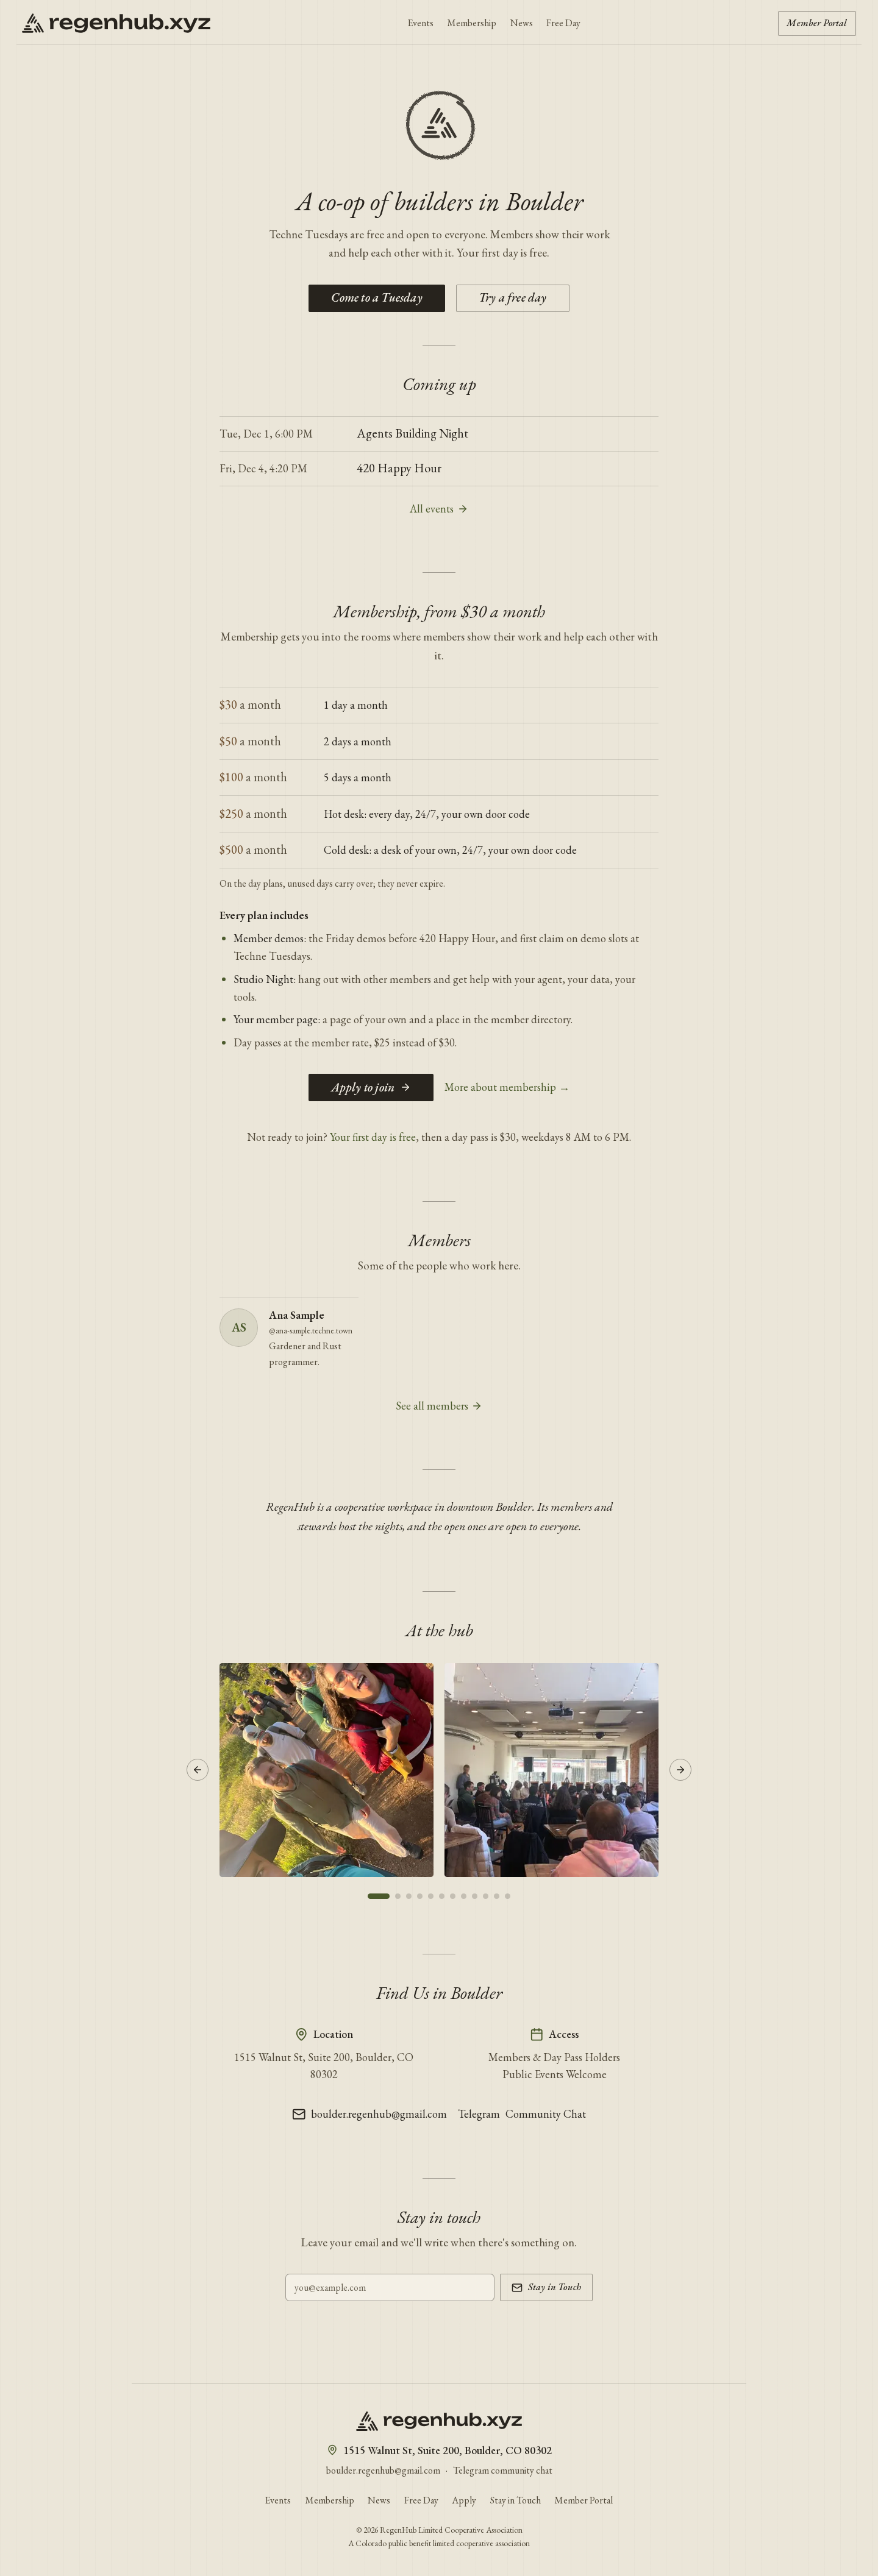 regenhub.xyz
Events Membership News Free Day
Member Portal
A co-op of builders in Boulder
Techne Tuesdays are free and open to everyone. Members show their work
and help each other with it. Your first day is free.
Come to a Tuesday
Try a free day
Coming up
Tue, Dec 1, 6:00 PM Agents Building Night
Fri, Dec 4, 4:20 PM 420 Happy Hour
All events →
Membership, from $30 a month
Membership gets you into the rooms where members show their work and help each other with
it.
$30 a month 1 day a month
$50 a month 2 days a month
$100 a month 5 days a month
$250 a month Hot desk: every day, 24/7, your own door code
$500 a month Cold desk: a desk of your own, 24/7, your own door code
On the day plans, unused days carry over; they never expire.
Every plan includes
• Member demos: the Friday demos before 420 Happy Hour, and first claim on demo slots at
Techne Tuesdays.
• Studio Night: hang out with other members and get help with your agent, your data, your
tools.
• Your member page: a page of your own and a place in the member directory.
• Day passes at the member rate, $25 instead of $30.
Apply to join →
More about membership →
Not ready to join? Your first day is free, then a day pass is $30, weekdays 8 AM to 6 PM.
Members
Some of the people who work here.
AS
Ana Sample
@ana-sample.techne.town
Gardener and Rust
programmer.
See all members →
RegenHub is a cooperative workspace in downtown Boulder. Its members and
stewards host the nights, and the open ones are open to everyone.
At the hub
Find Us in Boulder
Location
1515 Walnut St, Suite 200, Boulder, CO
80302
Access
Members & Day Pass Holders
Public Events Welcome
boulder.regenhub@gmail.com Telegram Community Chat
Stay in touch
Leave your email and we'll write when there's something on.
you@example.com
Stay in Touch
regenhub.xyz
1515 Walnut St, Suite 200, Boulder, CO 80302
boulder.regenhub@gmail.com · Telegram community chat
Events Membership News Free Day Apply Stay in Touch Member Portal
© 2026 RegenHub Limited Cooperative Association
A Colorado public benefit limited cooperative association